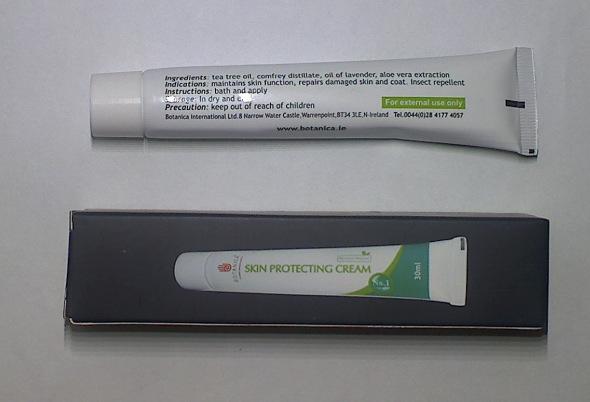 Ingredients: tea tree oil, comfrey distillate, oil of lavender, aloe vera extraction
Indications: maintains skin function, repairs damaged skin and coat. Insect repellent
Instructions: bath and apply
In dry and
Precaution: keep out of reach of children
For external use only
Botanica International Ltd.8 Narrow Water Castle,Warrenpoint,BT34 3LE,N-Ireland Tel.0044(0)28 4177 4057
www.botanica.ie
SKIN PROTECTING CREAM
No.1
30ml